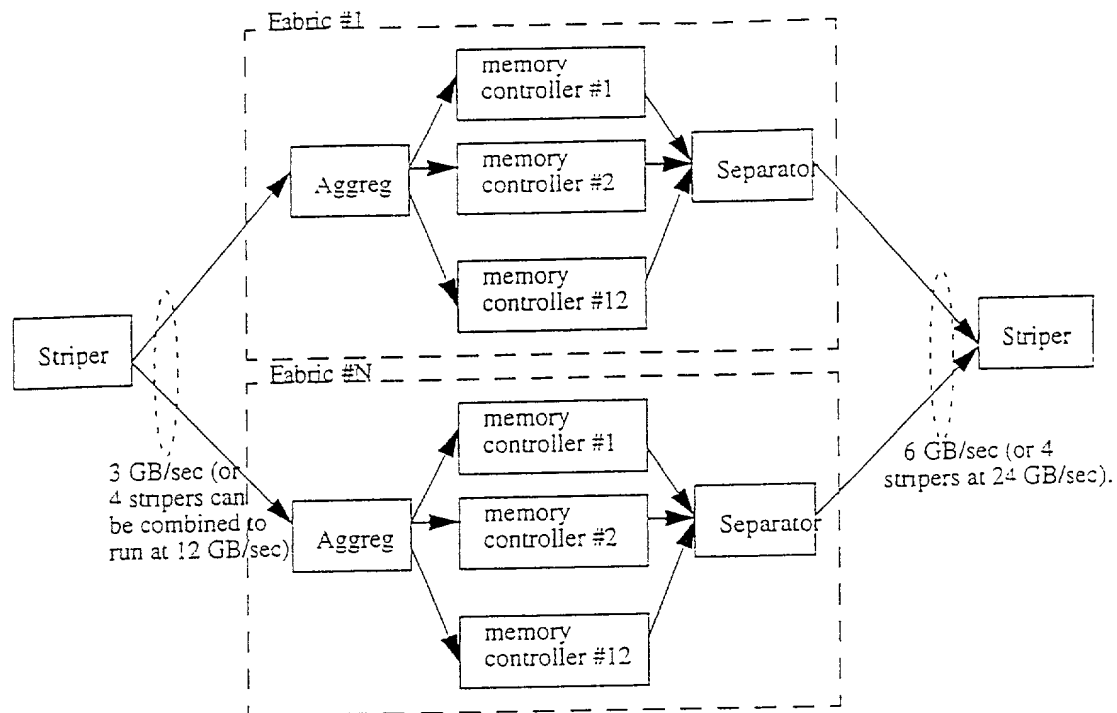 Fabric #1
memory
controller #1
memory
controller #2
memory
controller #12
Aggreg
Separator
Striper
Striper
Fabric #N
memory
controller #1
memory
controller #2
memory
controller #12
Aggreg
Separator
3 GB/sec (or
4 stripers can
be combined to
run at 12 GB/sec)
6 GB/sec (or 4
stripers at 24 GB/sec).